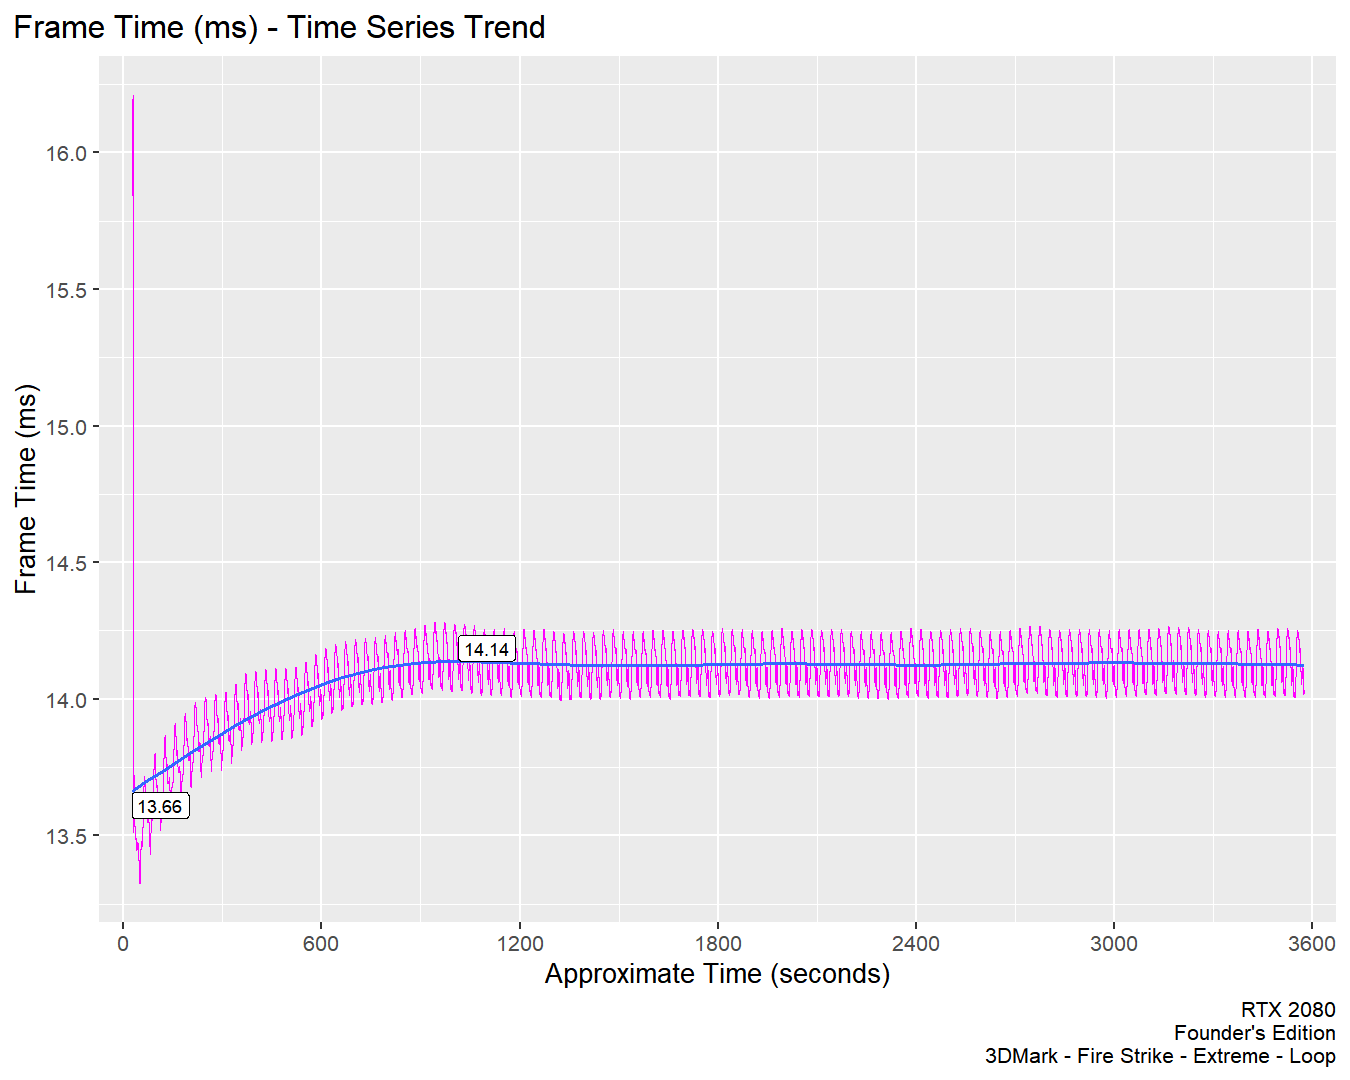 Frame Time (ms) - Time Series Trend
Frame Time (ms)
16.0
15.5
15.0
14.5
14.0
13.5
14.14
13.66
0 600 1200 1800 2400 3000 3600
Approximate Time (seconds)
RTX 2080
Founder's Edition
3DMark - Fire Strike - Extreme - Loop